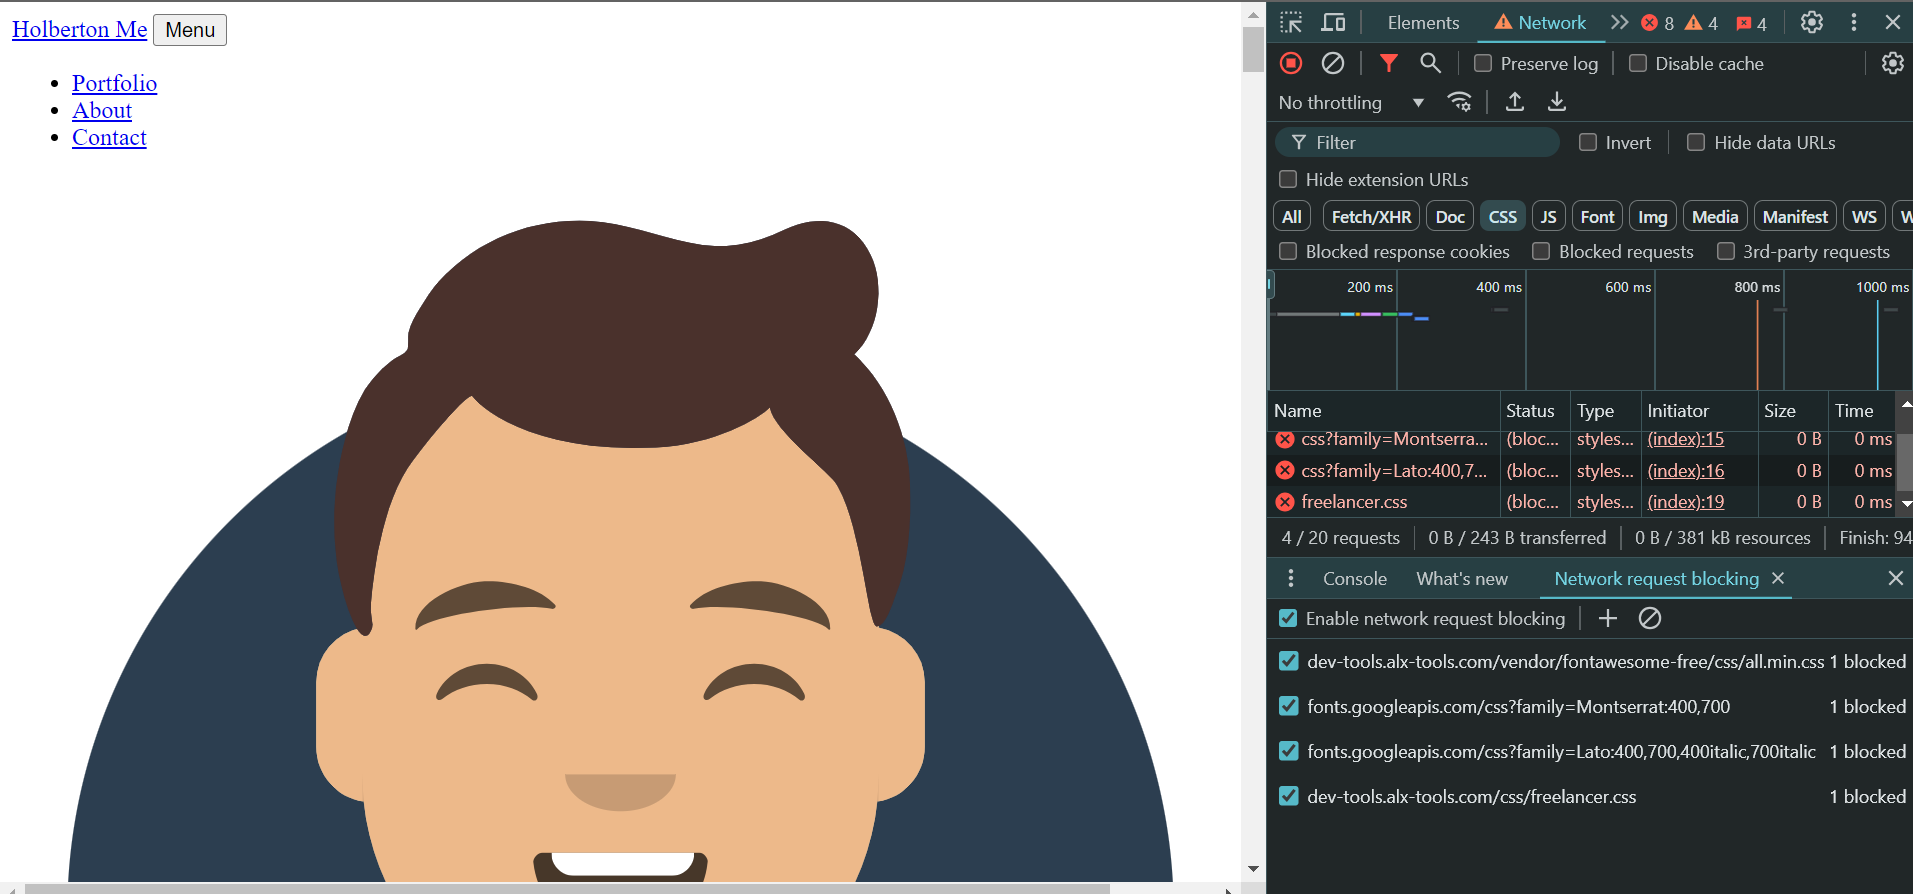 Holberton Me Menu
Portfolio
About
Contact
Elements Network 8 4 4
Preserve log Disable cache
No throttling
Filter Invert Hide data URLs
Hide extension URLs
All Fetch/XHR Doc CSS JS Font Img Media Manifest WS W
Blocked response cookies Blocked requests 3rd-party requests
200 ms 400 ms 600 ms 800 ms 1000 ms
Name Status Type Initiator Size Time
css?family=Montserra... (bloc... styles... (index):15 0 B 0 ms
css?family=Lato:400,7... (bloc... styles... (index):16 0 B 0 ms
freelancer.css (bloc... styles... (index):19 0 B 0 ms
4 / 20 requests 0 B / 243 B transferred 0 B / 381 kB resources Finish: 94
Console What's new Network request blocking
Enable network request blocking
dev-tools.alx-tools.com/vendor/fontawesome-free/css/all.min.css 1 blocked
fonts.googleapis.com/css?family=Montserrat:400,700 1 blocked
fonts.googleapis.com/css?family=Lato:400,700,400italic,700italic 1 blocked
dev-tools.alx-tools.com/css/freelancer.css 1 blocked